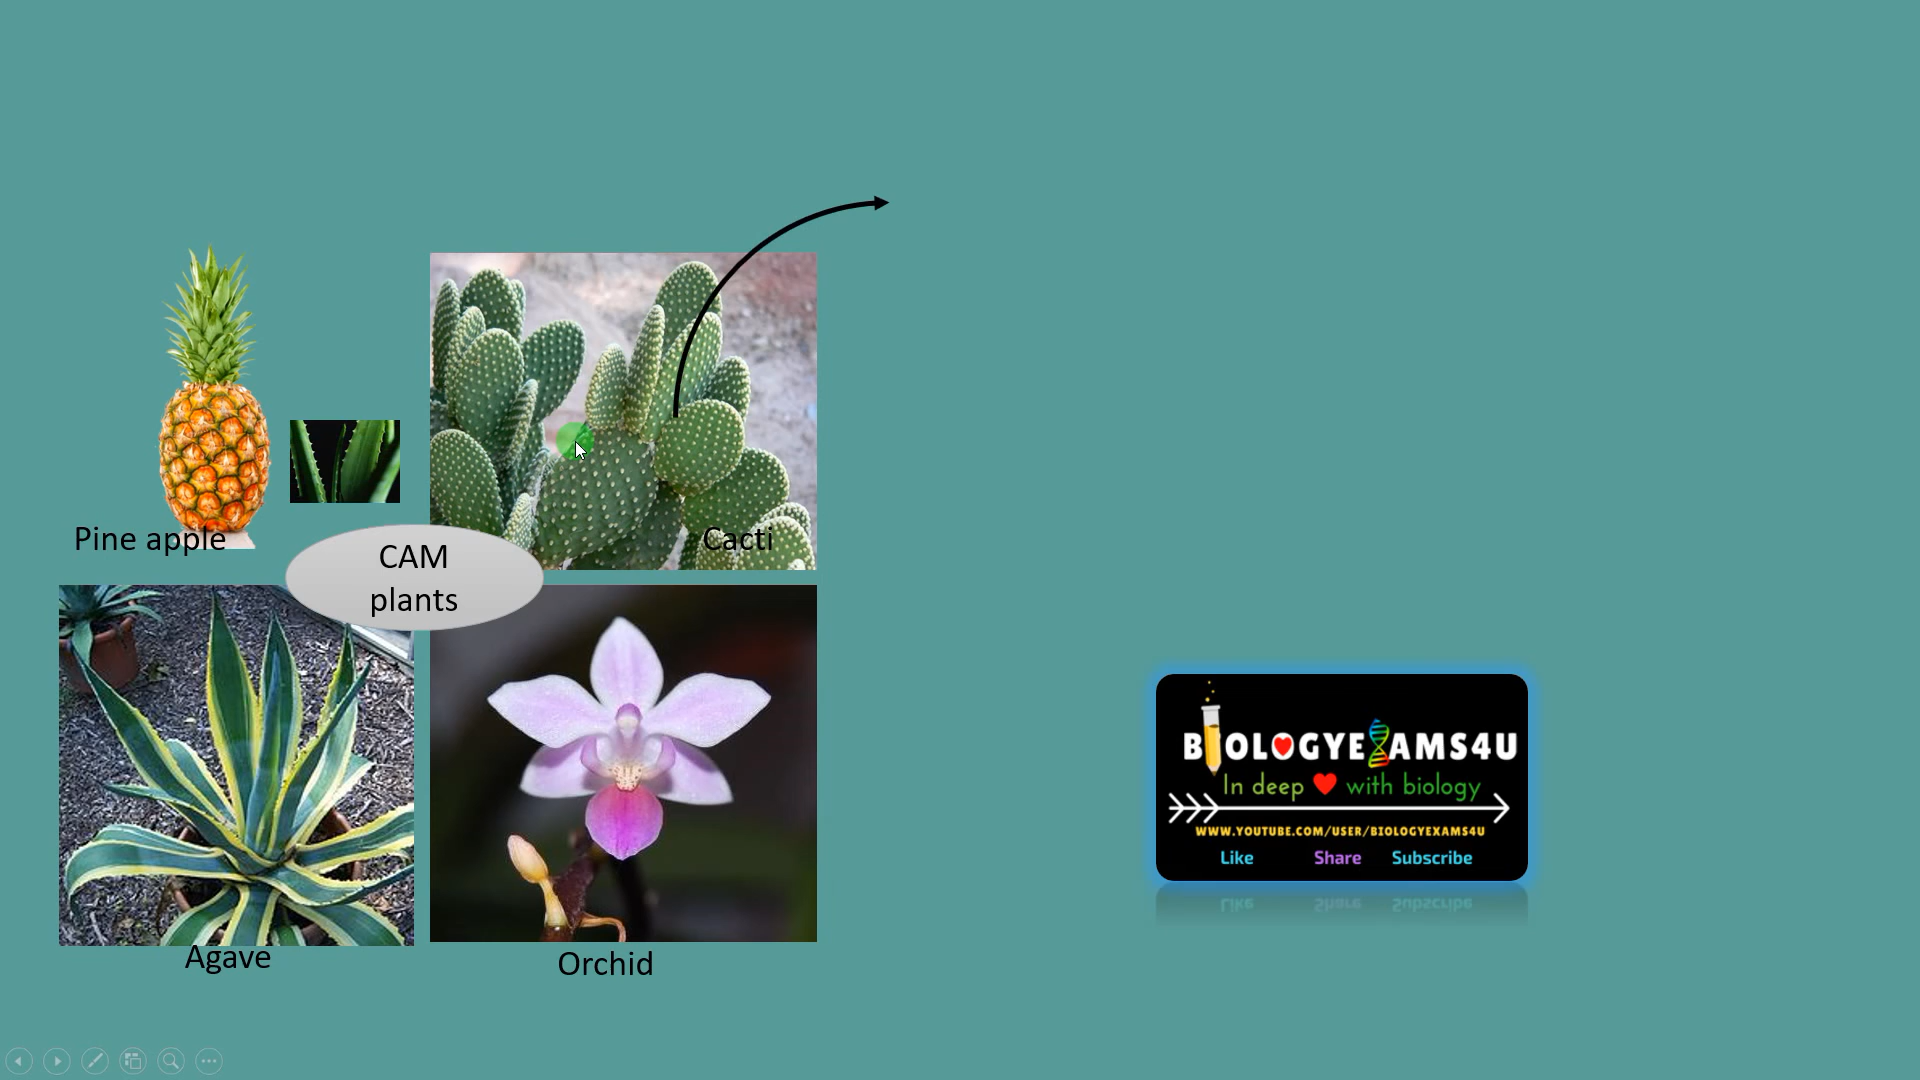 Pine apple
Cacti
CAM
plants
Agave
Orchid
BIOLOGYEXAMS4U
In deep ❤ with biology
WWW.YOUTUBE.COM/USER/BIOLOGYEXAMS4U
Like Share Subscribe